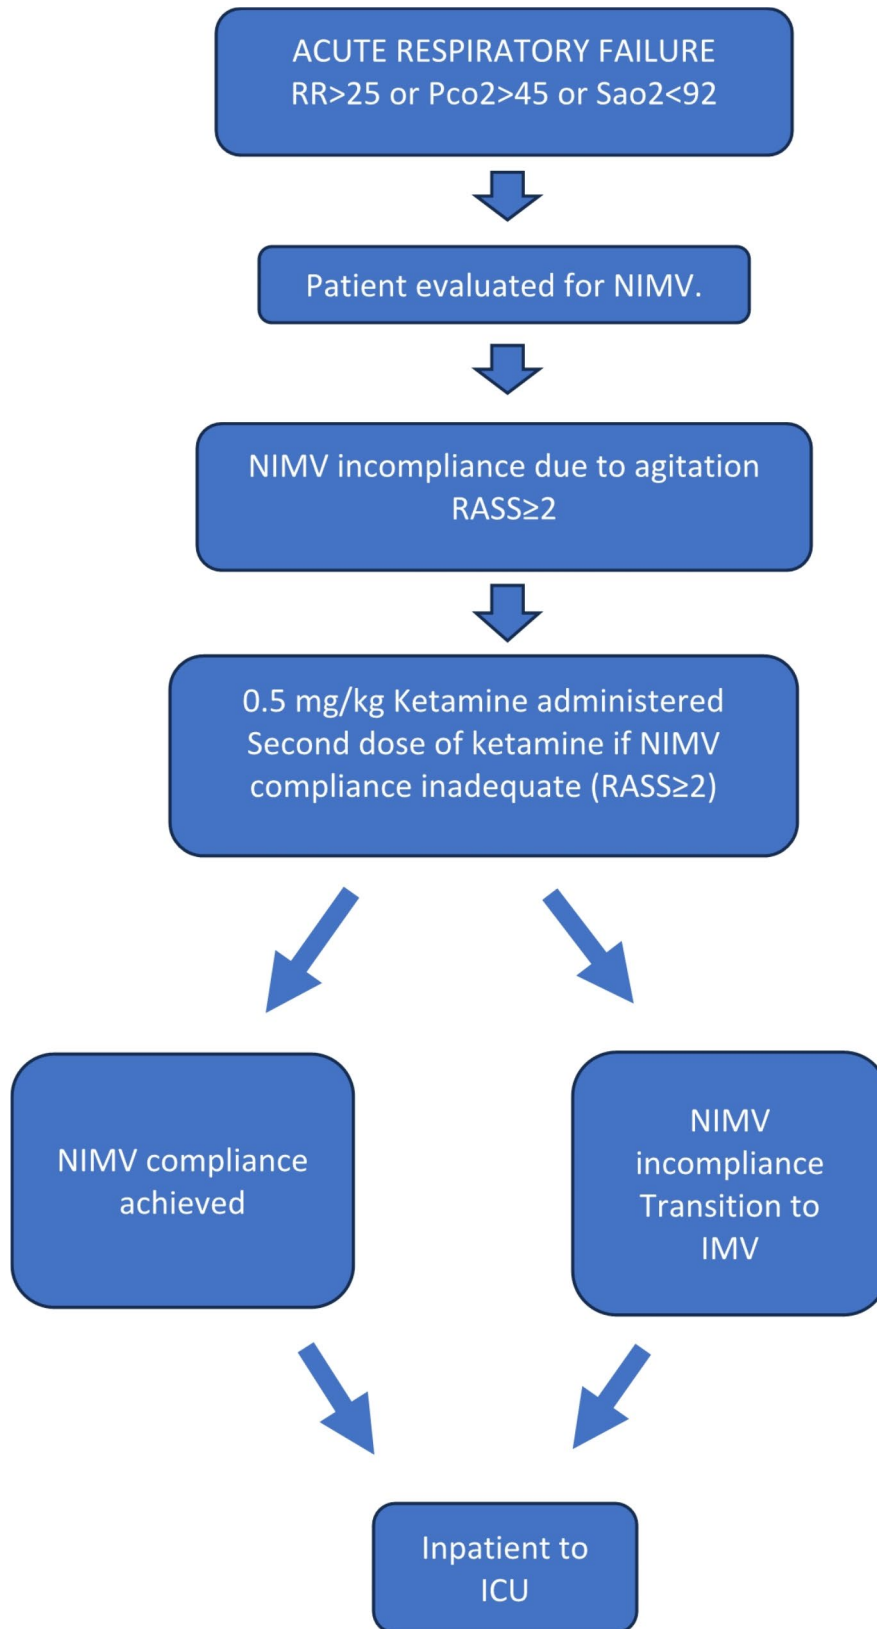 ACUTE RESPIRATORY FAILURE
RR>25 or Pco2>45 or Sao2<92
Patient evaluated for NIMV.
NIMV incompliance due to agitation
RASS≥2
0.5 mg/kg Ketamine administered
Second dose of ketamine if NIMV
compliance inadequate (RASS≥2)
NIMV compliance
achieved
NIMV
incompliance
Transition to
IMV
Inpatient to
ICU